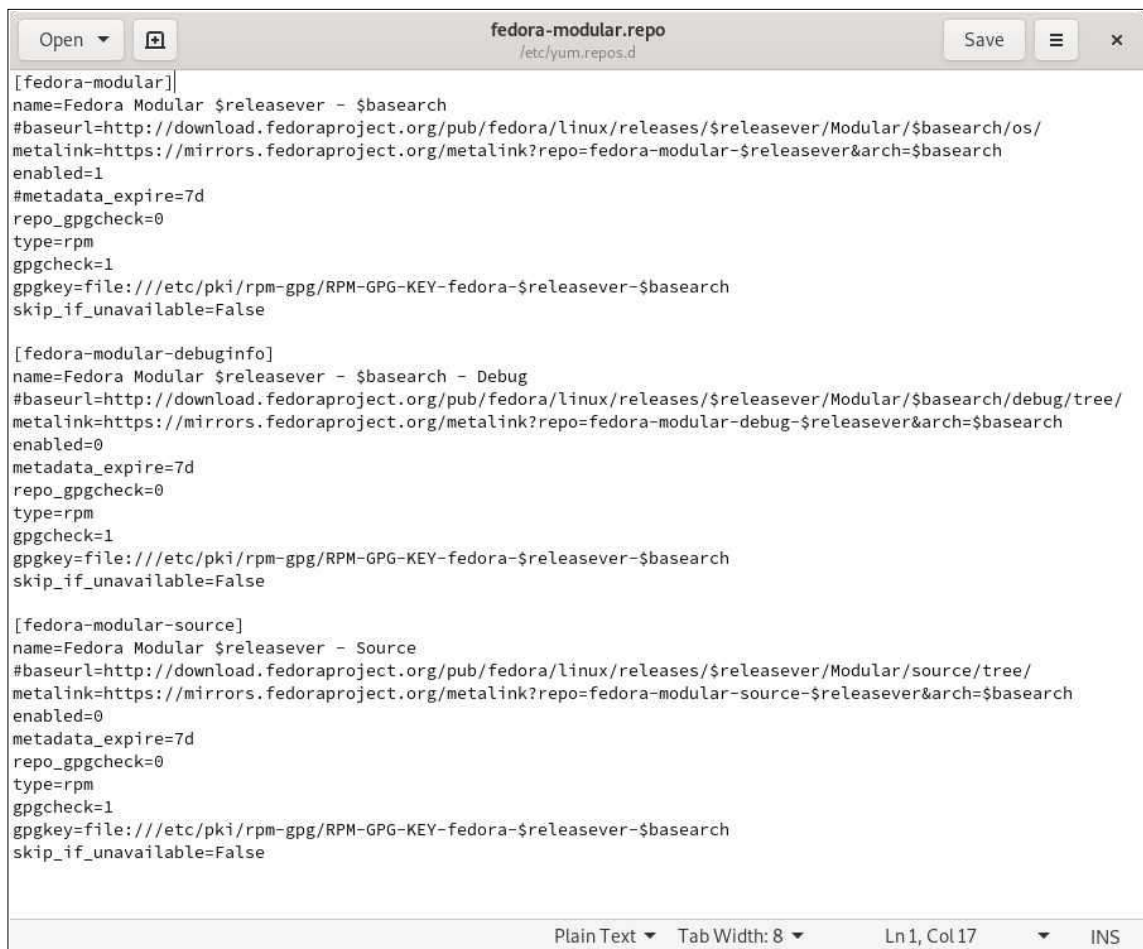 Open
fedora-modular.repo
/etc/yum.repos.d
Save
[fedora-modular]
name=Fedora Modular $releasever - $basearch
#baseurl=http://download.fedoraproject.org/pub/fedora/linux/releases/$releasever/Modular/$basearch/os/
metalink=https://mirrors.fedoraproject.org/metalink?repo=fedora-modular-$releasever&arch=$basearch
enabled=1
#metadata_expire=7d
repo_gpgcheck=0
type=rpm
gpgcheck=1
gpgkey=file:///etc/pki/rpm-gpg/RPM-GPG-KEY-fedora-$releasever-$basearch
skip_if_unavailable=False

[fedora-modular-debuginfo]
name=Fedora Modular $releasever - $basearch - Debug
#baseurl=http://download.fedoraproject.org/pub/fedora/linux/releases/$releasever/Modular/$basearch/debug/tree/
metalink=https://mirrors.fedoraproject.org/metalink?repo=fedora-modular-debug-$releasever&arch=$basearch
enabled=0
metadata_expire=7d
repo_gpgcheck=0
type=rpm
gpgcheck=1
gpgkey=file:///etc/pki/rpm-gpg/RPM-GPG-KEY-fedora-$releasever-$basearch
skip_if_unavailable=False

[fedora-modular-source]
name=Fedora Modular $releasever - Source
#baseurl=http://download.fedoraproject.org/pub/fedora/linux/releases/$releasever/Modular/source/tree/
metalink=https://mirrors.fedoraproject.org/metalink?repo=fedora-modular-source-$releasever&arch=$basearch
enabled=0
metadata_expire=7d
repo_gpgcheck=0
type=rpm
gpgcheck=1
gpgkey=file:///etc/pki/rpm-gpg/RPM-GPG-KEY-fedora-$releasever-$basearch
skip_if_unavailable=False
Plain Text Tab Width: 8 Ln 1, Col 17 INS